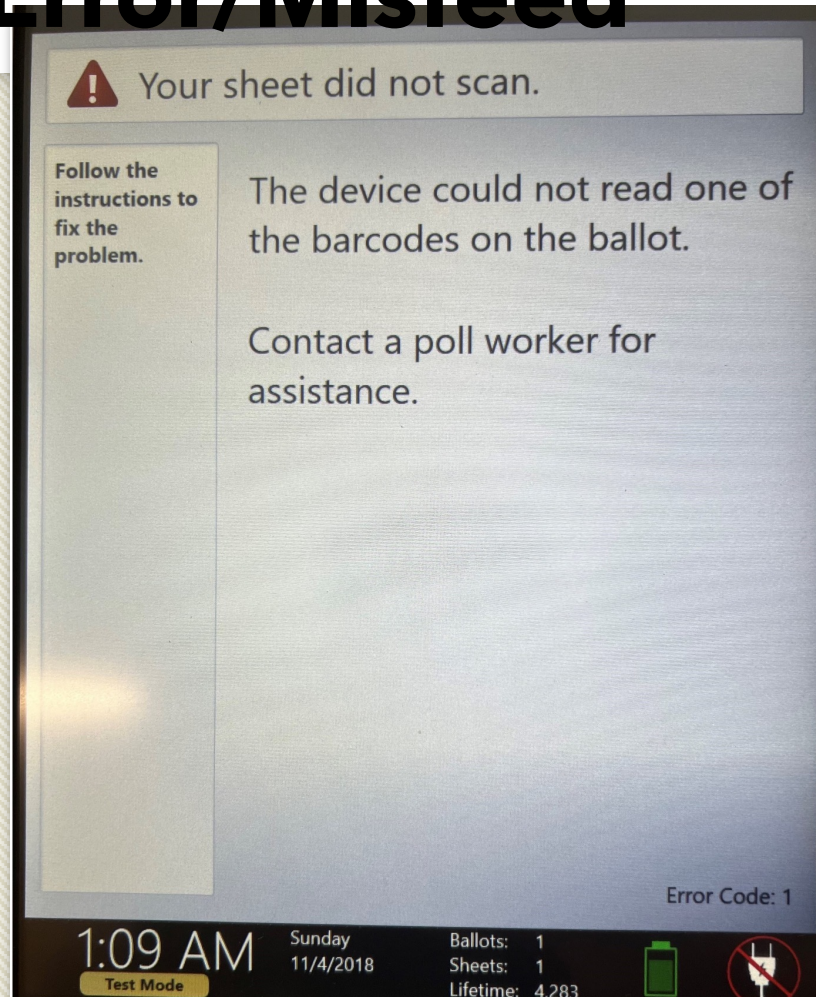 Error/Misfeed
Your sheet did not scan.
Follow the
instructions to
fix the
problem.
The device could not read one of
the barcodes on the ballot.
Contact a poll worker for
assistance.
Error Code: 1
1:09 AM
Test Mode
Sunday
11/4/2018
Ballots: 1
Sheets: 1
Lifetime: 4,283